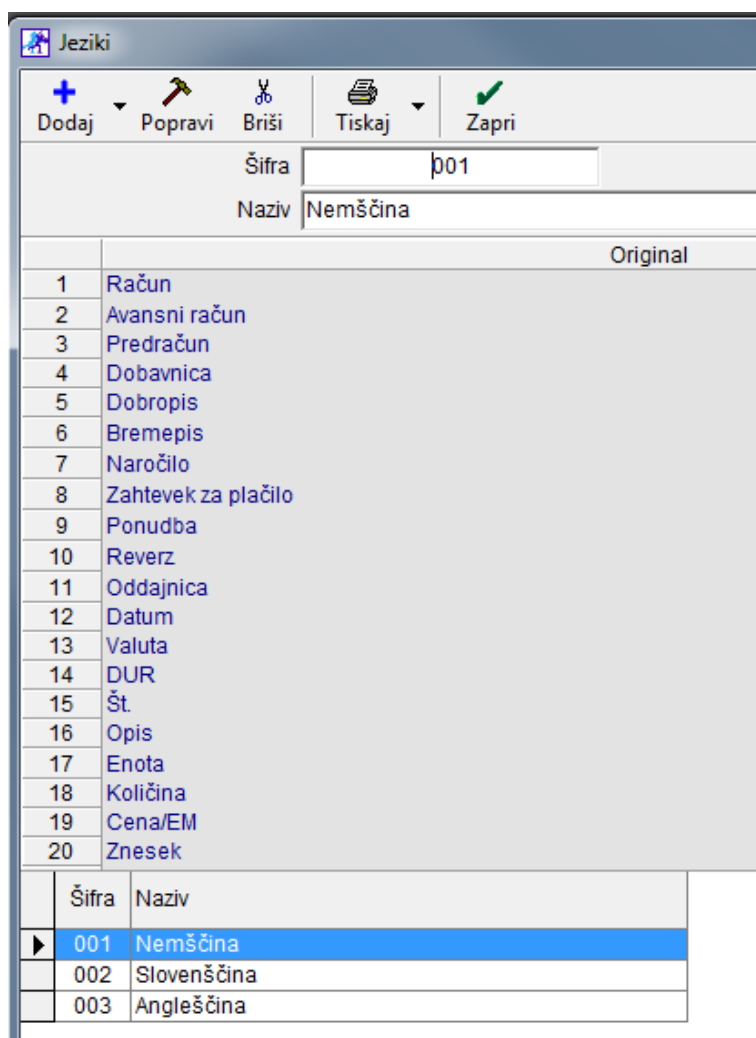 Jeziki
Dodaj Popravi Briši Tiskaj Zapri
Šifra 001
Naziv Nemščina
Original
1 Račun
2 Avansni račun
3 Predračun
4 Dobavnica
5 Dobropis
6 Bremepis
7 Naročilo
8 Zahtevek za plačilo
9 Ponudba
10 Reverz
11 Oddajnica
12 Datum
13 Valuta
14 DUR
15 Št.
16 Opis
17 Enota
18 Količina
19 Cena/EM
20 Znesek
Šifra Naziv
001 Nemščina
002 Slovenščina
003 Angleščina